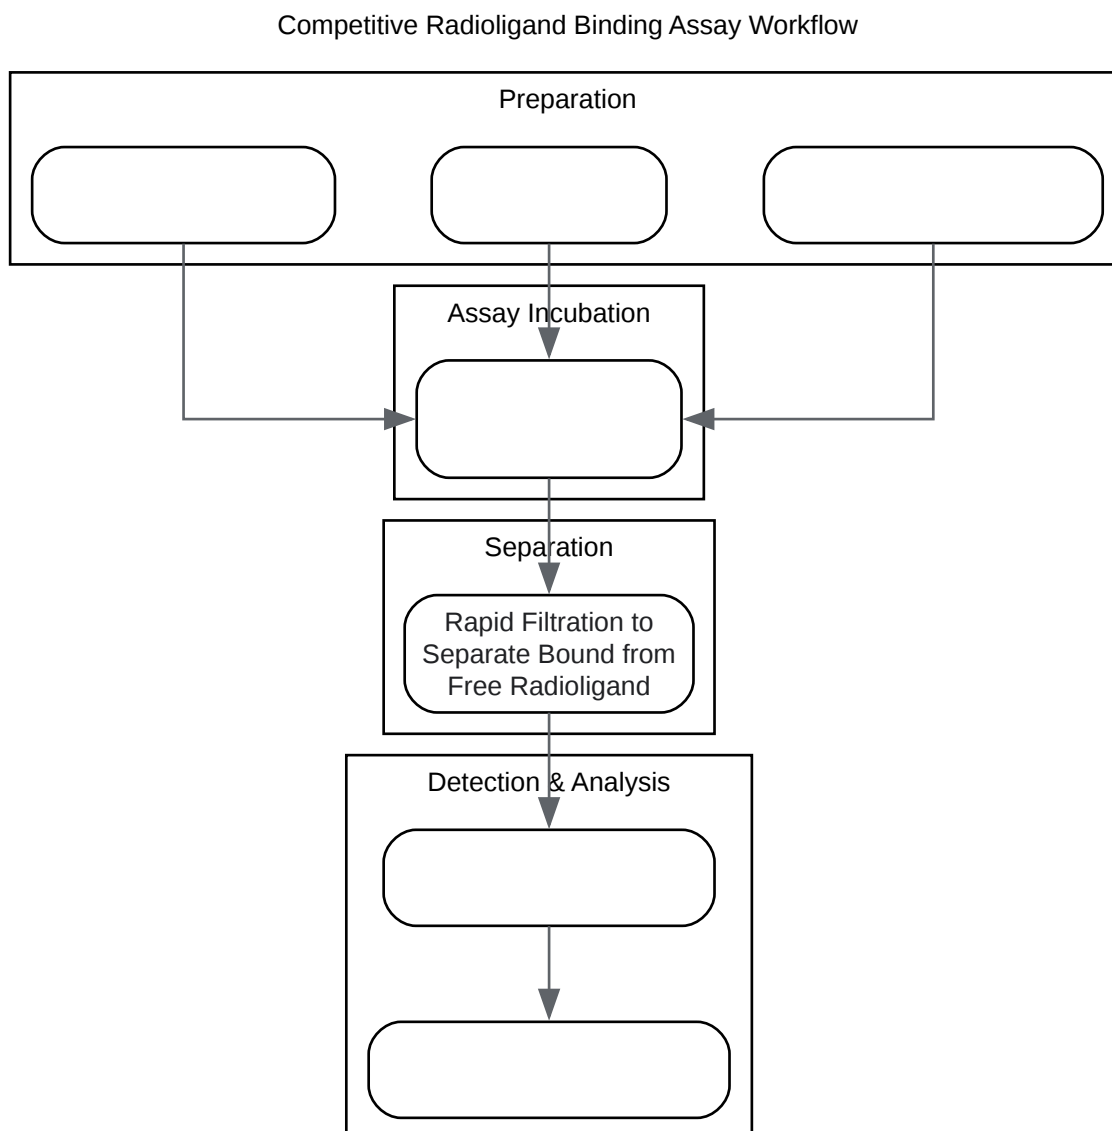 Competitive Radioligand Binding Assay Workflow
Preparation
Assay Incubation
Separation
Rapid Filtration to
Separate Bound from
Free Radioligand
Detection & Analysis